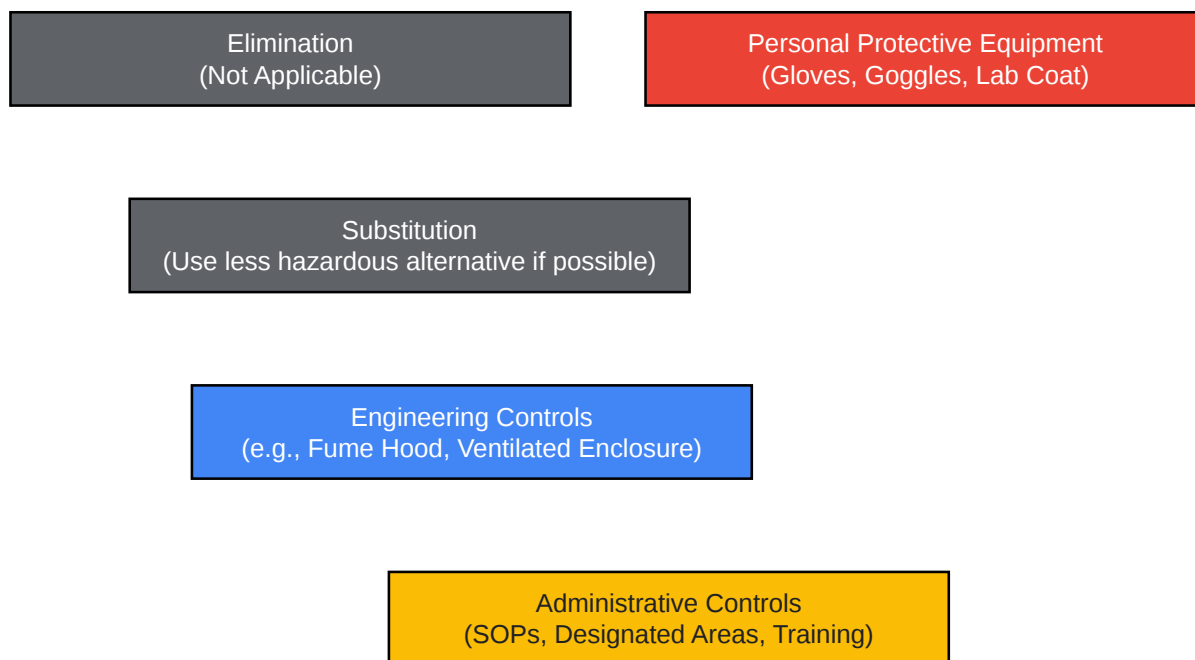 Elimination
(Not Applicable)
Personal Protective Equipment
(Gloves, Goggles, Lab Coat)
Substitution
(Use less hazardous alternative if possible)
Engineering Controls
(e.g., Fume Hood, Ventilated Enclosure)
Administrative Controls
(SOPs, Designated Areas, Training)